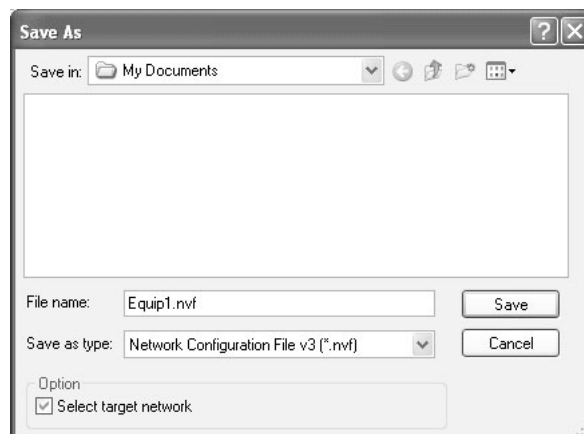 Save As
Save in: My Documents
File name: Equip1.nvf Save
Save as type: Network Configuration File v3 (*.nvf) Cancel
Option
Select target network